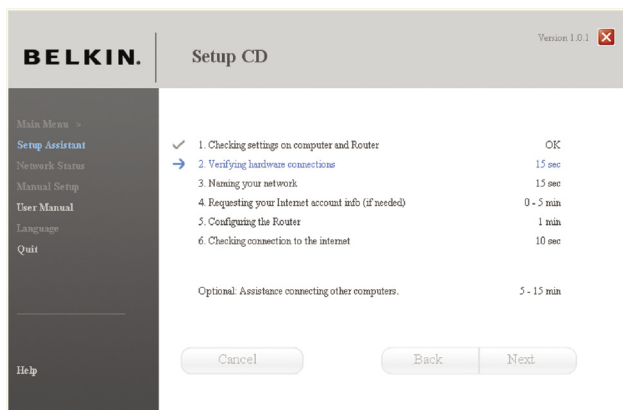 BELKIN.
Setup CD
Version 1.0.1
Main Menu >
Setup Assistant
Network Status
Manual Setup
User Manual
Language
Quit
Help
1. Checking settings on computer and Router OK
2. Verifying hardware connections 15 sec
3. Naming your network 15 sec
4. Requesting your Internet account info (if needed) 0 - 5 min
5. Configuring the Router 1 min
6. Checking connection to the internet 10 sec
Optional: Assistance connecting other computers. 5 - 15 min
Cancel
Back
Next